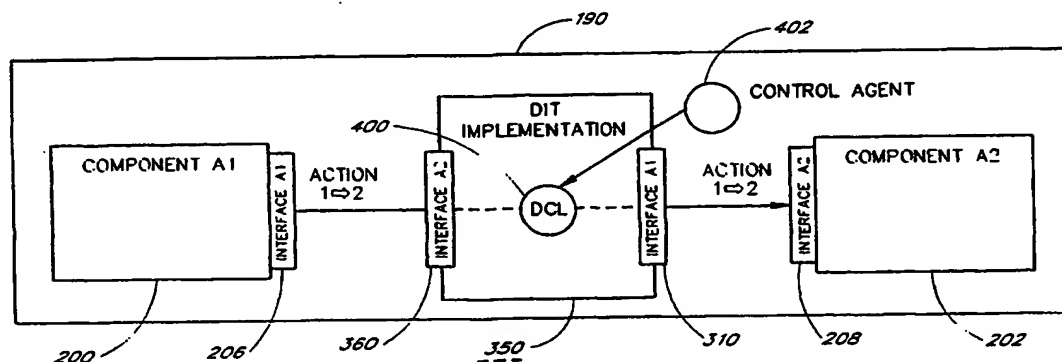 190
402
CONTROL AGENT
DIT
IMPLEMENTATION
400
COMPONENT A1
INTERFACE A1
ACTION
1⇨2
INTERFACE A2
DCL
INTERFACE A1
ACTION
1⇨2
INTERFACE A2
COMPONENT A2
200
206
360
350
310
208
202